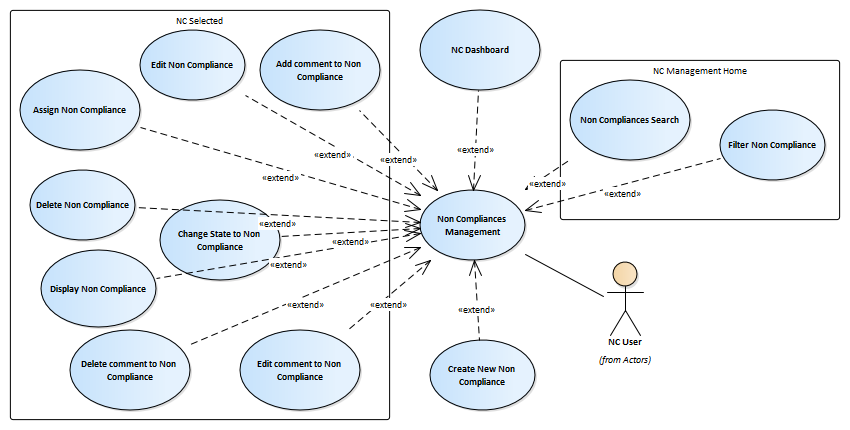 NC Selected
Edit Non Compliance
Add comment to Non
Compliance
NC Dashboard
NC Management Home
Assign Non Compliance
Non Compliances Search
Filter Non Compliance
«extend»
«extend»
«extend»
«extend»
«extend»
«extend»
Delete Non Compliance
Change State to Non
Compliance
«extend»
«extend»
«extend»
Non Compliances
Management
Display Non Compliance
«extend»
«extend»
«extend»
NC User
(from Actors)
Delete comment to Non
Compliance
Edit comment to Non
Compliance
Create New Non
Compliance